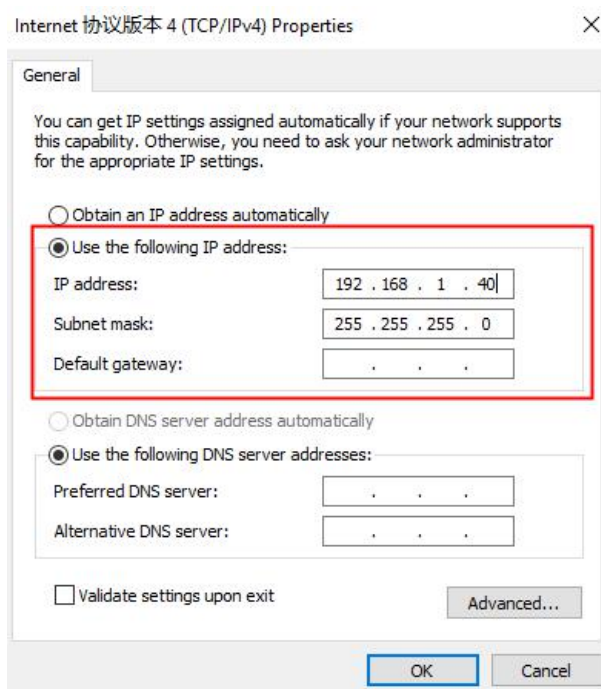 Internet 协议版本 4 (TCP/IPv4) Properties
General
You can get IP settings assigned automatically if your network supports
this capability. Otherwise, you need to ask your network administrator
for the appropriate IP settings.
Obtain an IP address automatically
Use the following IP address:
IP address: 192 . 168 . 1 . 40
Subnet mask: 255 . 255 . 255 . 0
Default gateway: . . .
Obtain DNS server address automatically
Use the following DNS server addresses:
Preferred DNS server: . . .
Alternative DNS server: . . .
Validate settings upon exit
Advanced...
OK Cancel